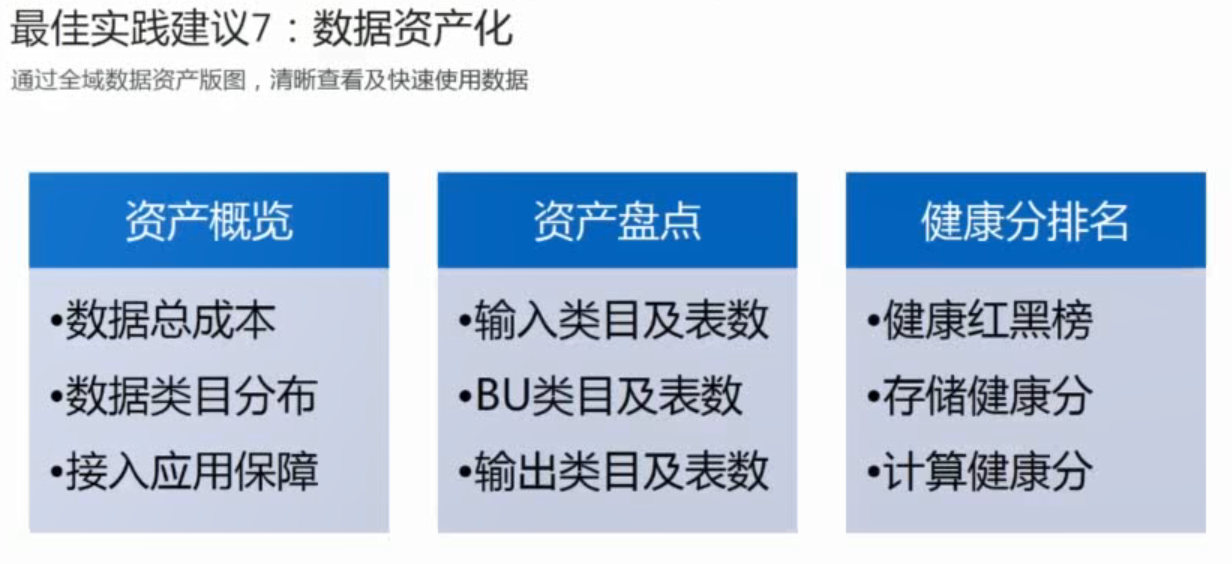 最佳实践建议7：数据资产化
通过全域数据资产版图，清晰查看及快速使用数据
资产概览
•数据总成本
•数据类目分布
•接入应用保障
资产盘点
•输入类目及表数
•BU类目及表数
•输出类目及表数
健康分排名
•健康红黑榜
•存储健康分
•计算健康分